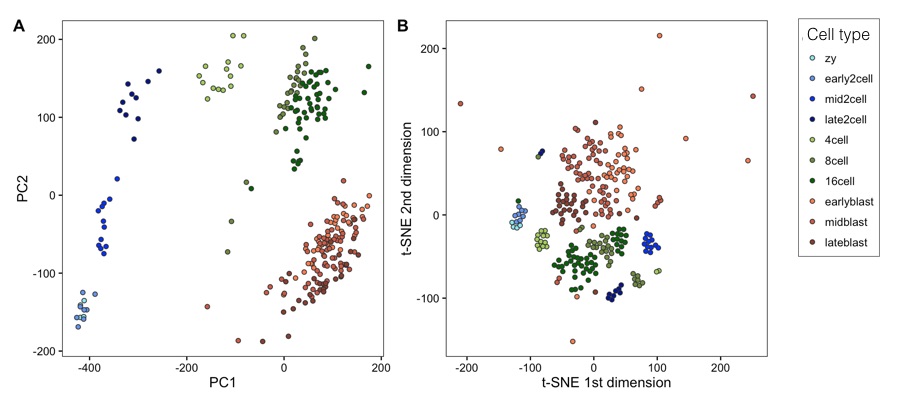 A
200
100
0
-100
-200
PC2
-400
-200
0
200
PC1
B
200
100
0
-100
t-SNE 2nd dimension
-200
-100
0
100
200
t-SNE 1st dimension
Cell type
zy
early2cell
mid2cell
late2cell
4cell
8cell
16cell
earlyblast
midblast
lateblast